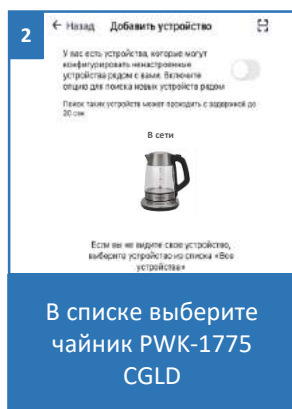 2
← Назад Добавить устройство
У вас есть устройства, которые могут
конфигурировать ненастроенные
устройства рядом с вами. Включите
опцию для поиска новых устройств рядом
Поиск таких устройств может проходить с задержкой до
20 сек
В сети
Если вы не видите свое устройство,
выберите устройство из списка «Все
устройства»
В списке выберите
чайник PWK-1775
CGLD